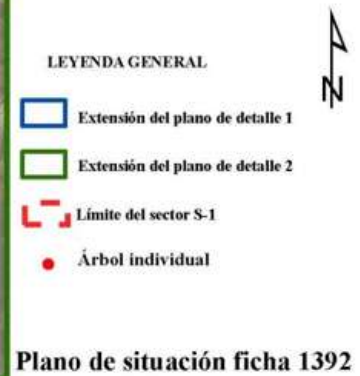 N
LEYENDA GENERAL
Extensión del plano de detalle 1
Extensión del plano de detalle 2
Límite del sector S-1
Árbol individual
Plano de situación ficha 1392